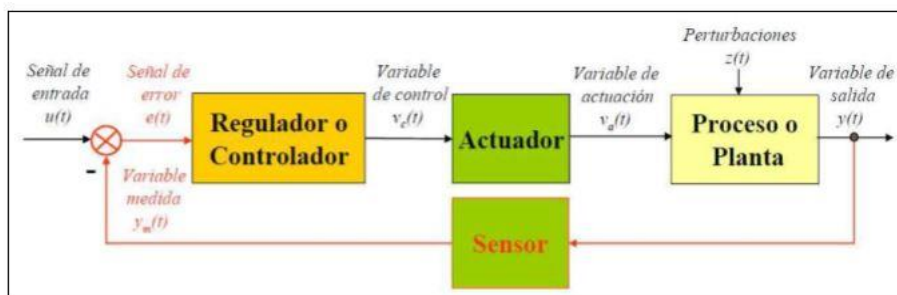 Señal de
entrada
u(t)
Señal de
error
e(t)
Regulador o
Controlador
Variable
de control
v_c(t)
Actuador
Variable de
actuación
v_a(t)
Perturbaciones
z(t)
Proceso o
Planta
Variable de
salida
y(t)
-
Variable
medida
y_m(t)
Sensor